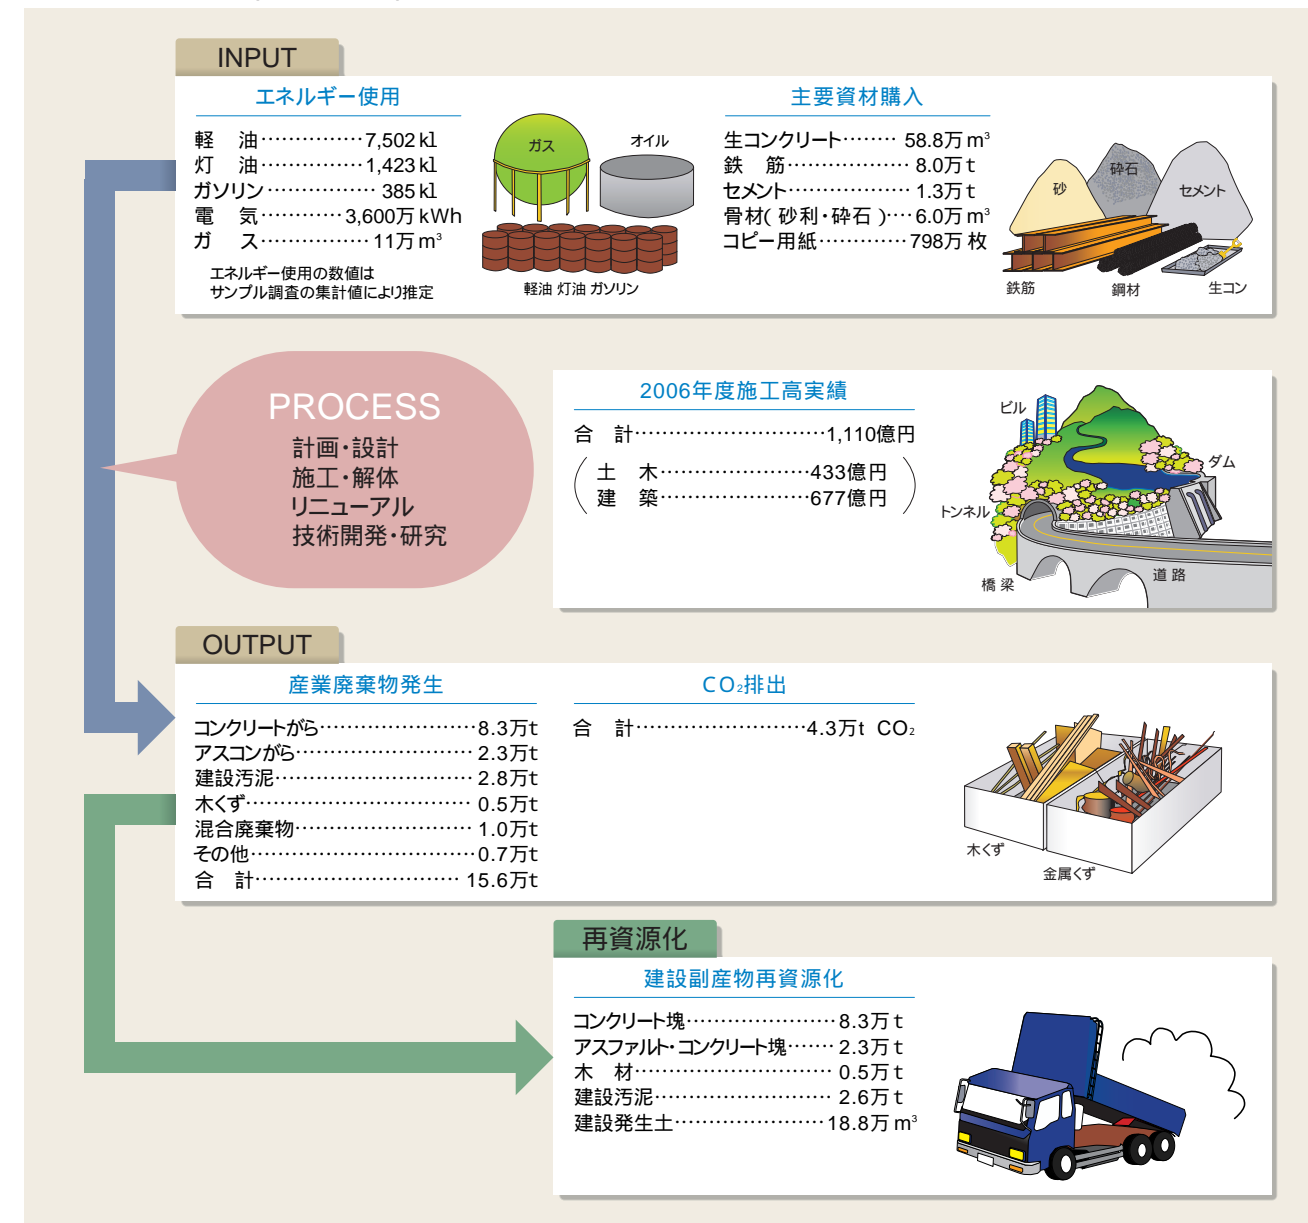 INPUT
エネルギー使用
軽　油……………7,502 kl
灯　油……………1,423 kl
ガソリン…………… 385 kl
電　気…………3,600万 kWh
ガ　ス…………… 11万 m³
エネルギー使用の数値は
サンプル調査の集計値により推定
ガス
オイル
軽油 灯油 ガソリン
主要資材購入
生コンクリート…… 58.8万 m³
鉄　筋……………… 8.0万 t
セメント……………… 1.3万 t
骨材( 砂利・砕石 )…6.0万 m³
コピー用紙…………798万 枚
砂
砕石
セメント
鉄筋
鋼材
生コン
PROCESS
計画・設計
施工・解体
リニューアル
技術開発・研究
2006年度施工高実績
合　計………………………1,110億円
土　木…………………433億円
建　築…………………677億円
ビル
ダム
トンネル
橋 梁
道 路
OUTPUT
産業廃棄物発生
コンクリートがら…………………8.3万t
アスコンがら…………………… 2.3万t
建設汚泥……………………… 2.8万t
木くず………………………… 0.5万t
混合廃棄物…………………… 1.0万t
その他…………………………0.7万t
合　計………………………… 15.6万t
CO₂排出
合　計……………………4.3万t CO₂
木くず
金属くず
再資源化
建設副産物再資源化
コンクリート塊…………………8.3万 t
アスファルト・コンクリート塊…… 2.3万 t
木　材……………………… 0.5万 t
建設汚泥…………………… 2.6万 t
建設発生土…………………18.8万 m³